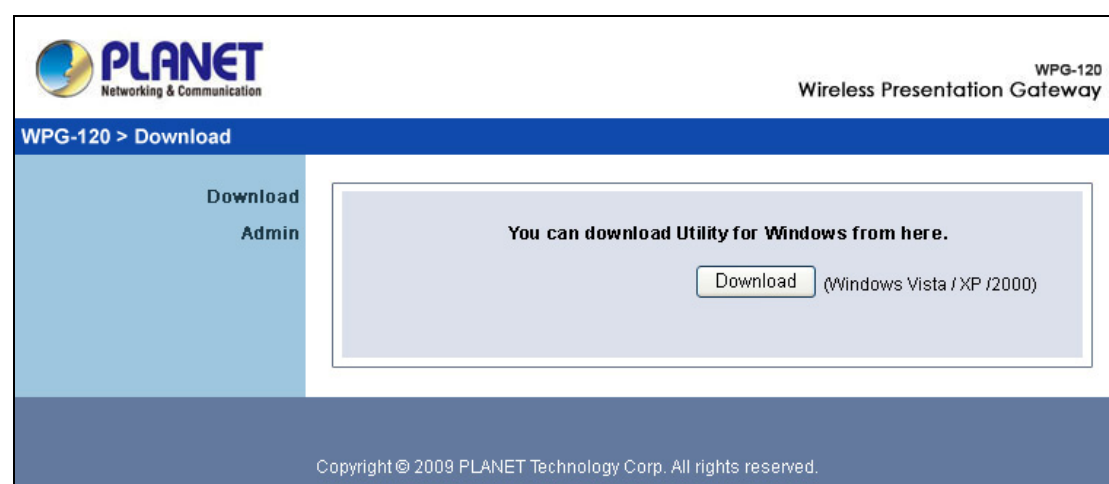 PLANET
Networking & Communication
WPG-120
Wireless Presentation Gateway
WPG-120 > Download
Download
Admin
You can download Utility for Windows from here.
Download (Windows Vista / XP /2000)
Copyright © 2009 PLANET Technology Corp. All rights reserved.